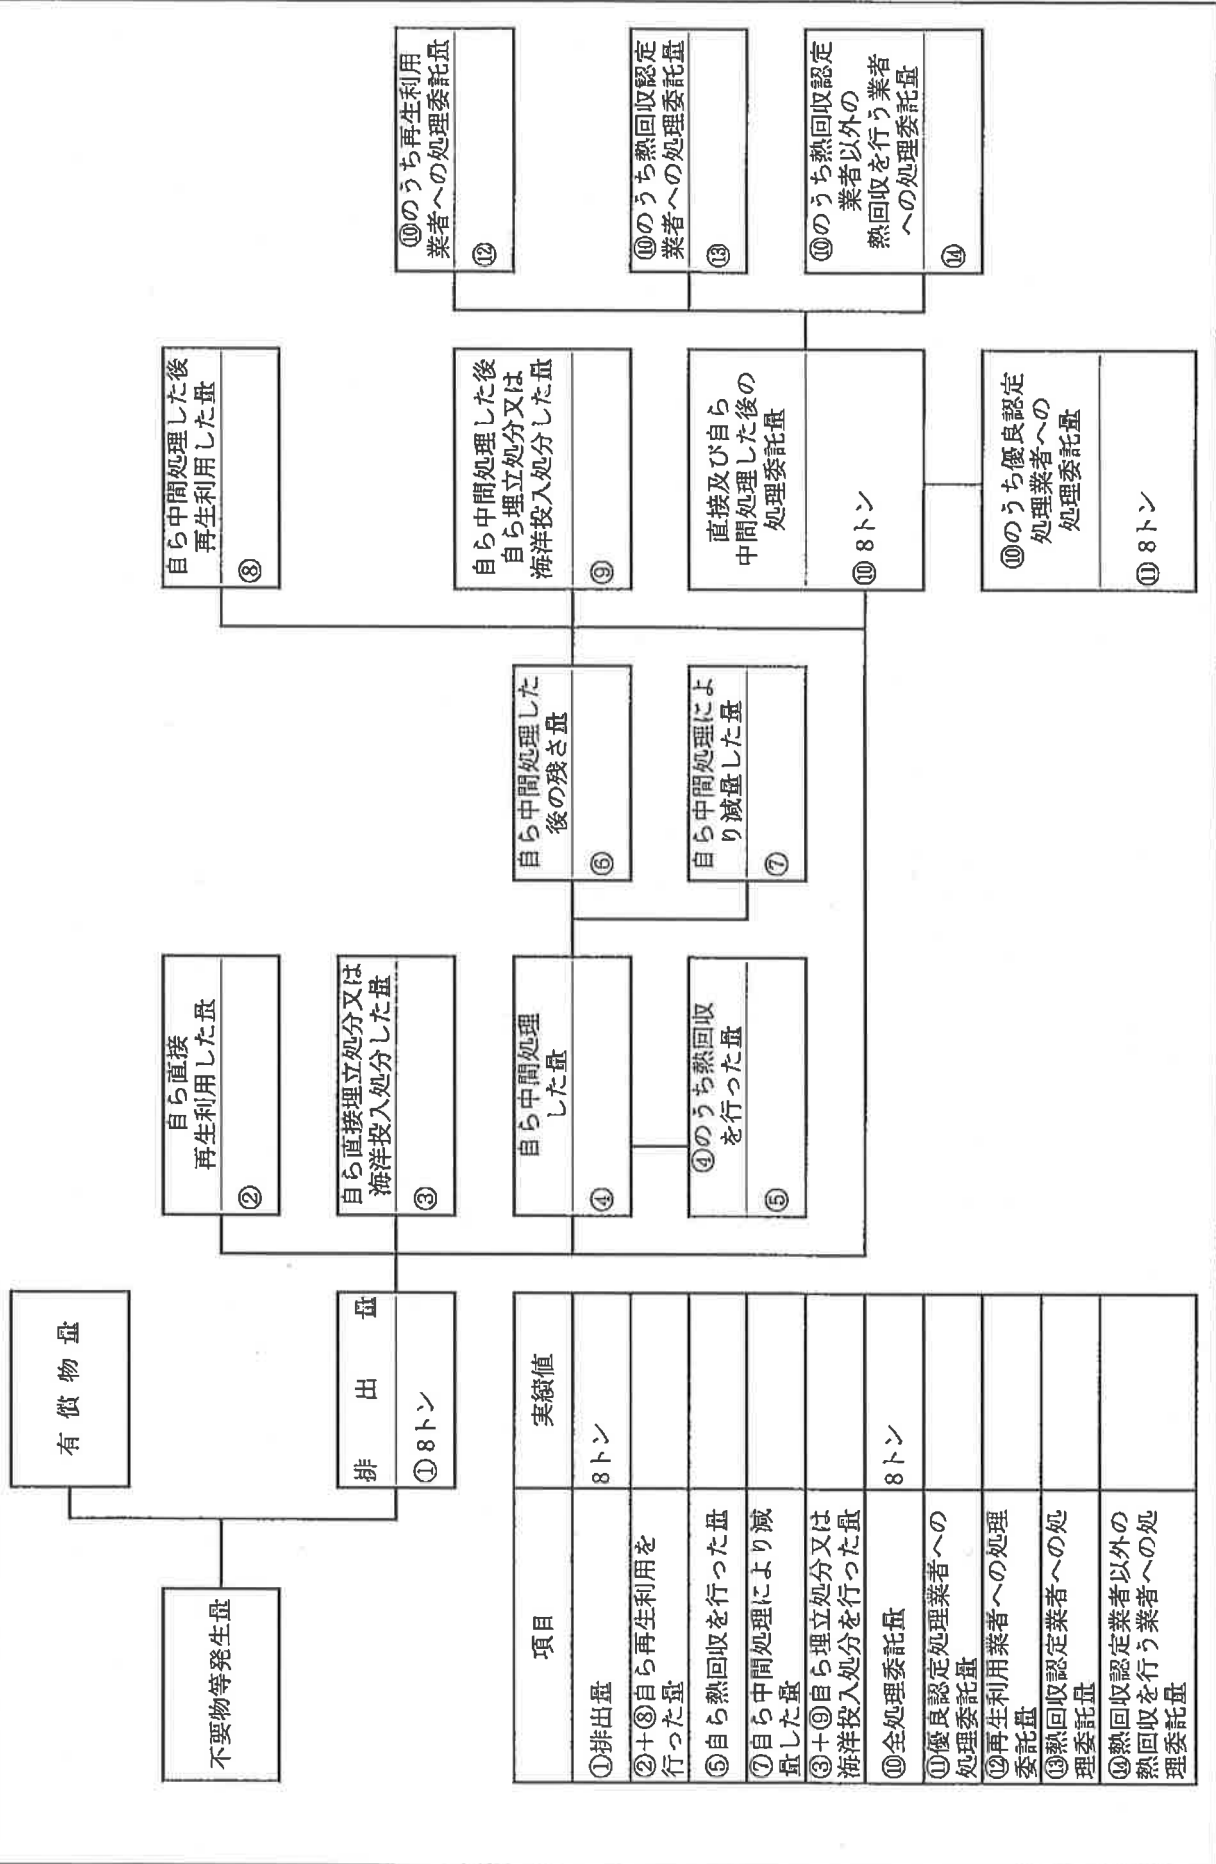 不要物等発生量
有償物量
排出量
①8トン
自ら直接
再生利用した量
②
自ら直接埋立処分又は
海洋投入処分した量
③
自ら中間処理
した量
④
④のうち熱回収
を行った量
⑤
自ら中間処理した
後の残さ量
⑥
自ら中間処理によ
り減量した量
⑦
自ら中間処理した後
再生利用した量
⑧
自ら中間処理した後
自ら埋立処分又は
海洋投入処分した量
⑨
直接及び自ら
中間処理した後の
処理委託量
⑩8トン
⑩のうち優良認定
処理業者への
処理委託量
⑪8トン
⑩のうち再生利用
業者への処理委託量
⑫
⑩のうち熱回収認定
業者への処理委託量
⑬
⑩のうち熱回収認定
業者以外の
熱回収を行う業者
への処理委託量
⑭
項目 実績値
①排出量 8トン
②+⑧自ら再生利用を
行った量
⑤自ら熱回収を行った量
⑦自ら中間処理により減
量した量
③+⑨自ら埋立処分又は
海洋投入処分を行った量
⑩全処理委託量 8トン
⑪優良認定処理業者への
処理委託量
⑫再生利用業者への処理
委託量
⑬熱回収認定業者への処
理委託量
⑭熱回収認定業者以外の
熱回収を行う業者への処
理委託量